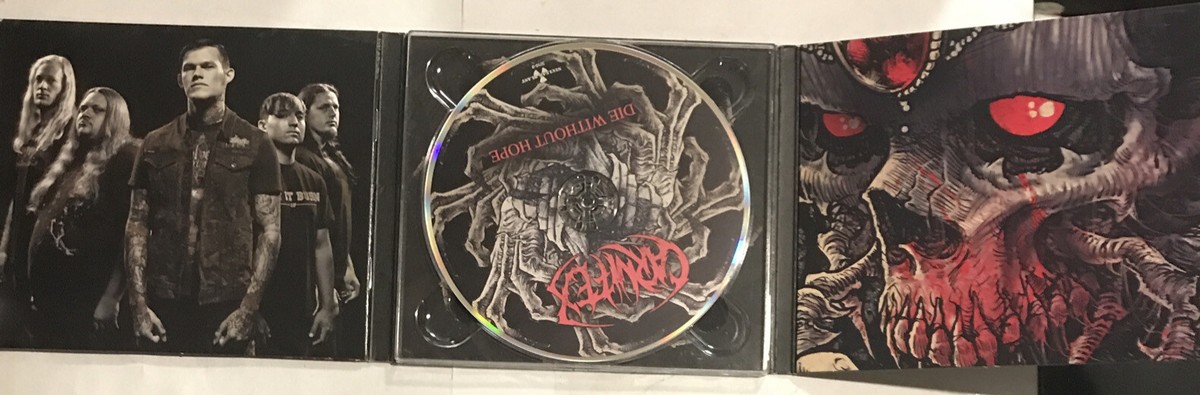 DIE WITHOUT HOPE
CARNIFEX